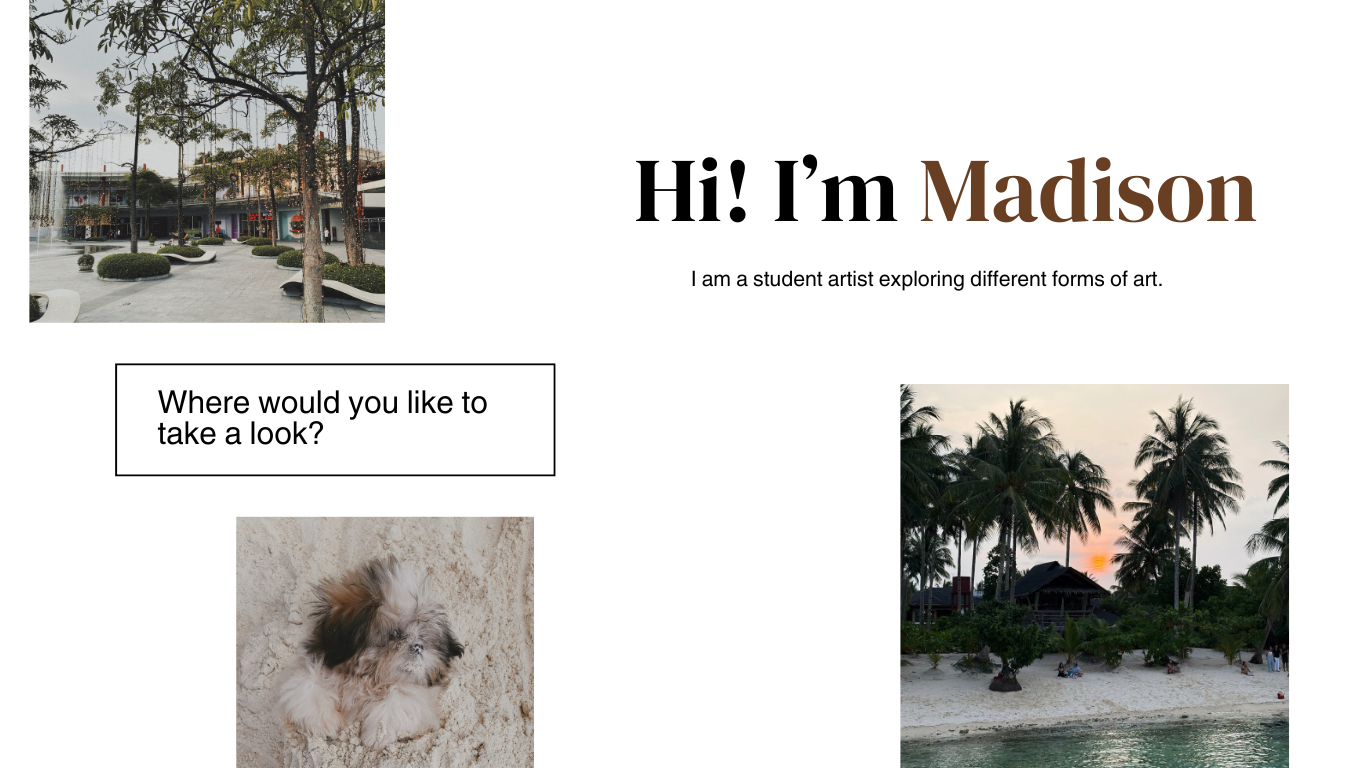 Hi! I’m Madison
I am a student artist exploring different forms of art.
Where would you like to
take a look?